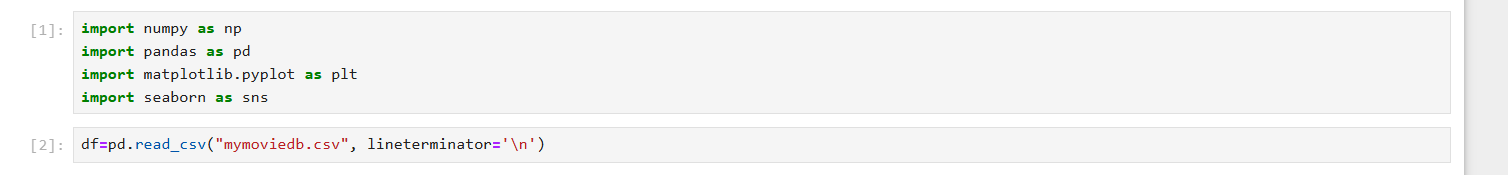 [1]: import numpy as np
import pandas as pd
import matplotlib.pyplot as plt
import seaborn as sns
[2]: df=pd.read_csv("mymoviedb.csv", lineterminator='\n')